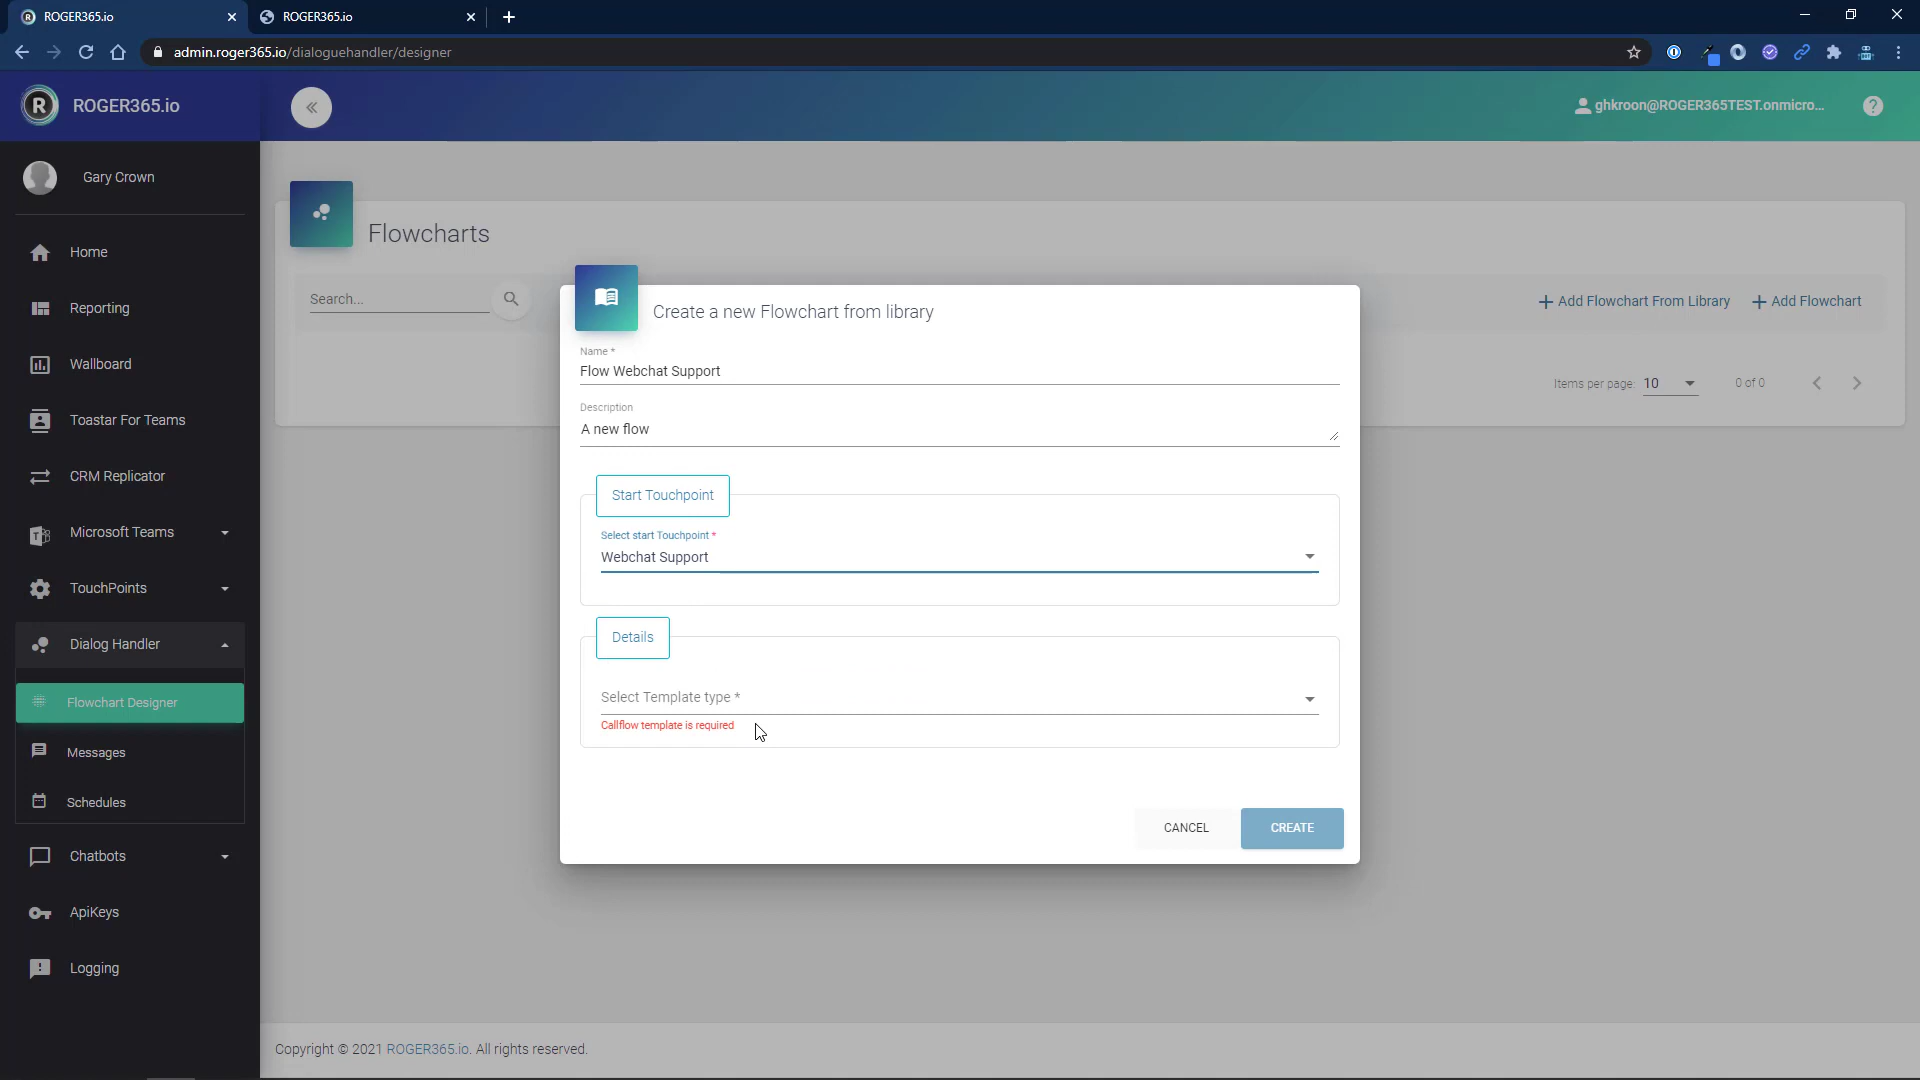 ROGER365.io
ROGER365.io
admin.roger365.io/dialoguehandler/designer
ROGER365.io
ghkroon@ROGER365TEST.onmicro...
Gary Crown
Home
Reporting
Wallboard
Toastar For Teams
CRM Replicator
Microsoft Teams
TouchPoints
Dialog Handler
Flowchart Designer
Messages
Schedules
Chatbots
ApiKeys
Logging
Flowcharts
Search...
Add Flowchart From Library
Add Flowchart
Items per page: 10
0 of 0
Create a new Flowchart from library
Name *
Flow Webchat Support
Description
A new flow
Start Touchpoint
Select start Touchpoint *
Webchat Support
Details
Select Template type *
Callflow template is required
CANCEL
CREATE
Copyright © 2021 ROGER365.io. All rights reserved.